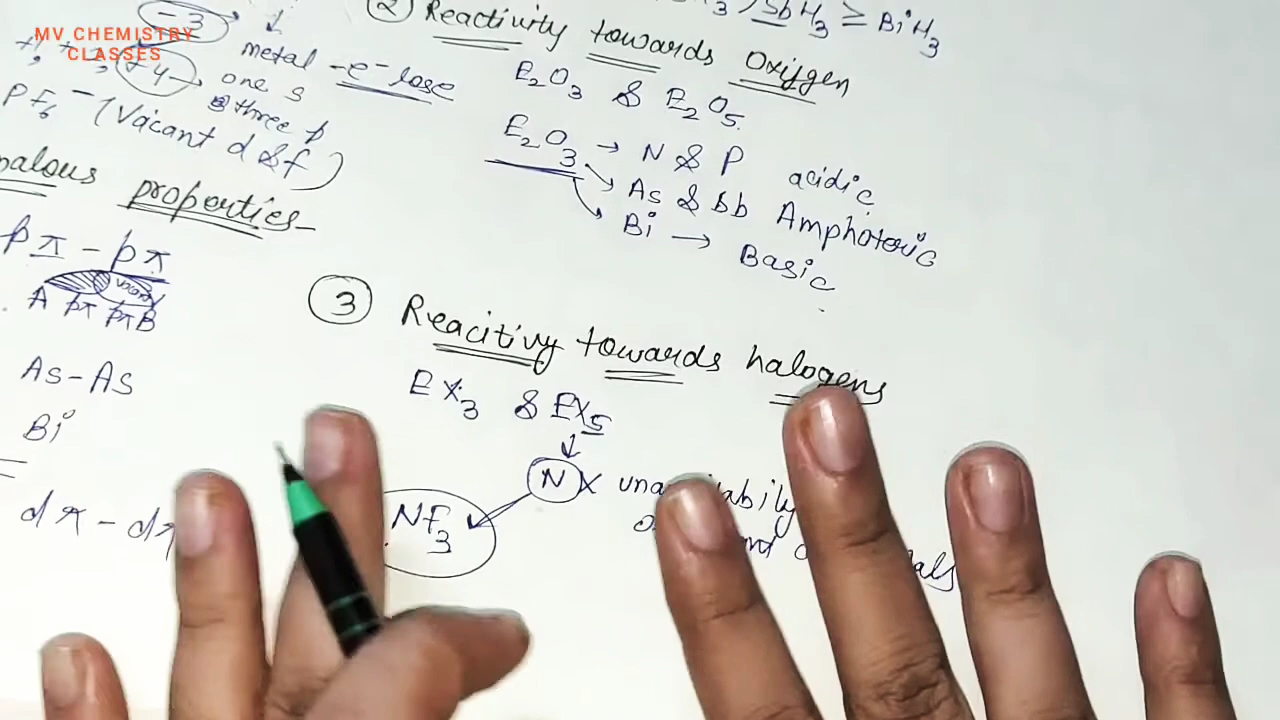 MV CHEMISTRY
CLASSES
-3
metal -e⁻ lose
+4
one s
three p
PF₆⁻ (Vacant d & f)
properties-
pπ - pπ
A pπ pπ B
As-As
Bi
dπ - dπ
SbH₃ ≥ BiH₃
② Reactivity towards Oxygen
E₂O₃ & E₂O₅.
E₂O₃ → N & P acidic
As & Sb Amphoteric
Bi → Basic
③ Reacitivy towards halogens
EX₃ & EX₅
N X
NF₃